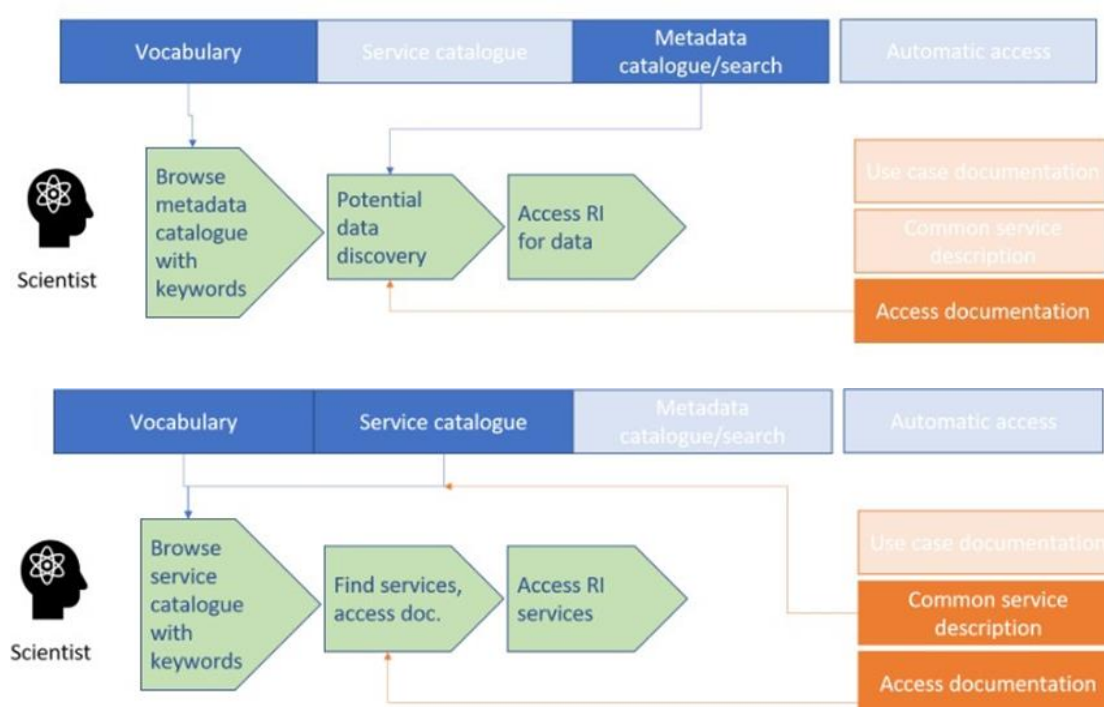 Vocabulary
Service catalogue
Metadata
catalogue/search
Automatic access
Scientist
Browse
metadata
catalogue
with
keywords
Potential
data
discovery
Access RI
for data
Use case documentation
Common service
description
Access documentation
Vocabulary
Service catalogue
Metadata
catalogue/search
Automatic access
Scientist
Browse
service
catalogue
with
keywords
Find services,
access doc.
Access RI
services
Use case documentation
Common service
description
Access documentation